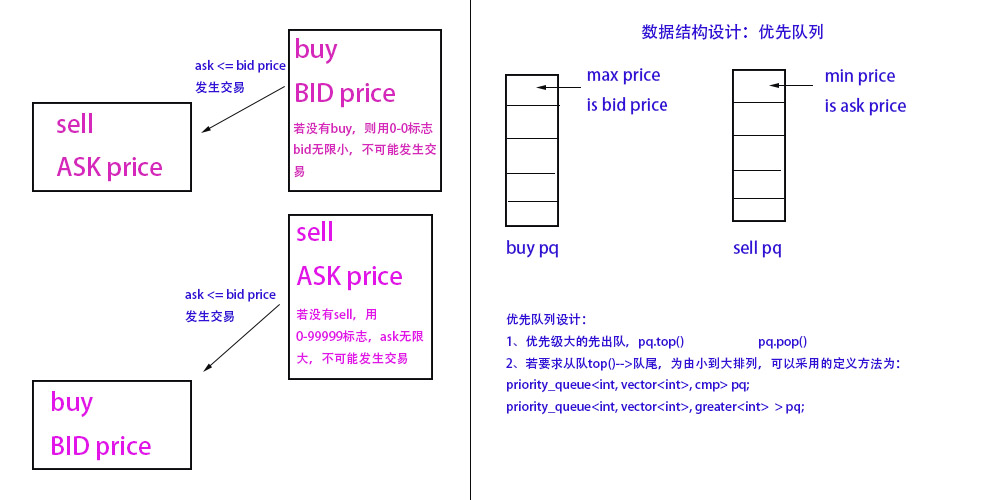 ask <= bid price
发生交易
buy
BID price
若没有buy，则用0-0标志
bid无限小，不可能发生交
易
sell
ASK price
sell
ASK price
若没有sell，用
0-99999标志，ask无限
大，不可能发生交易
ask <= bid price
发生交易
buy
BID price
数据结构设计：优先队列
max price
is bid price
buy pq
min price
is ask price
sell pq
优先队列设计：
1、优先级大的先出队，pq.top() pq.pop()
2、若要求从队top()-->队尾，为由小到大排列，可以采用的定义方法为：
priority_queue<int, vector<int>, cmp> pq;
priority_queue<int, vector<int>, greater<int> > pq;